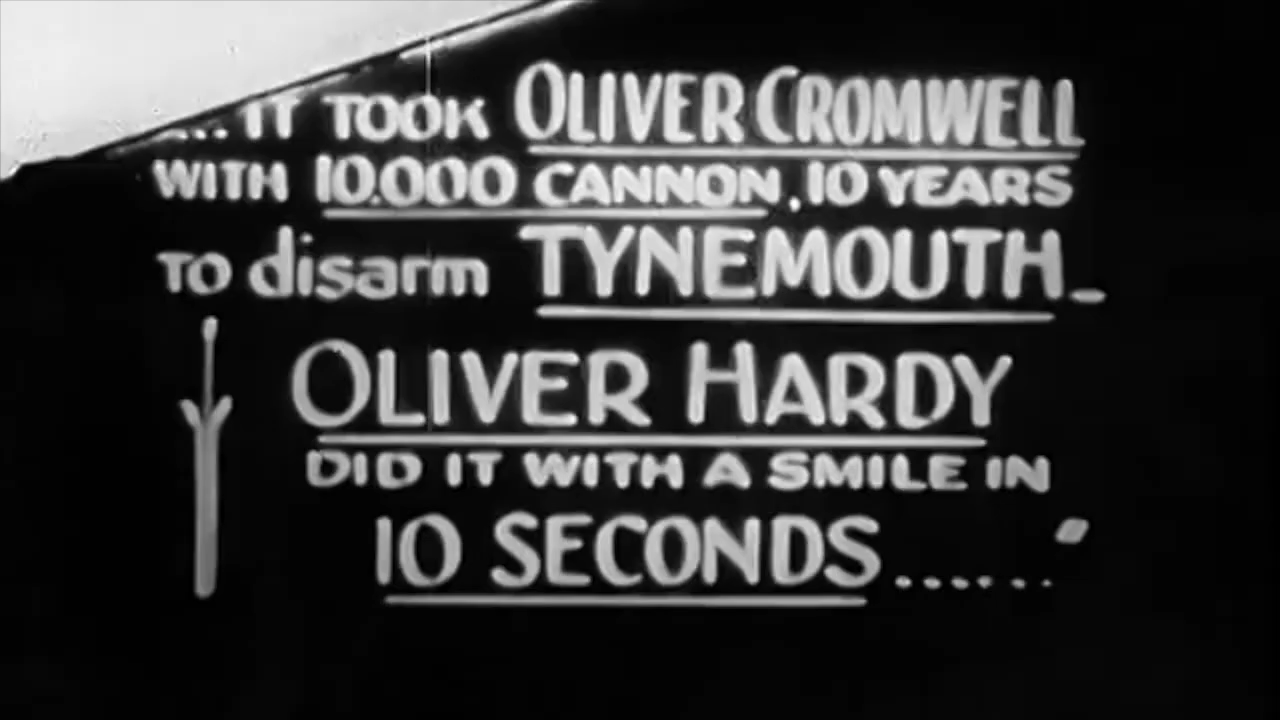 ... IT TOOK OLIVER CROMWELL
WITH 10.000 CANNON, 10 YEARS
TO disarm TYNEMOUTH_
OLIVER HARDY
DID IT WITH A SMILE IN
10 SECONDS......